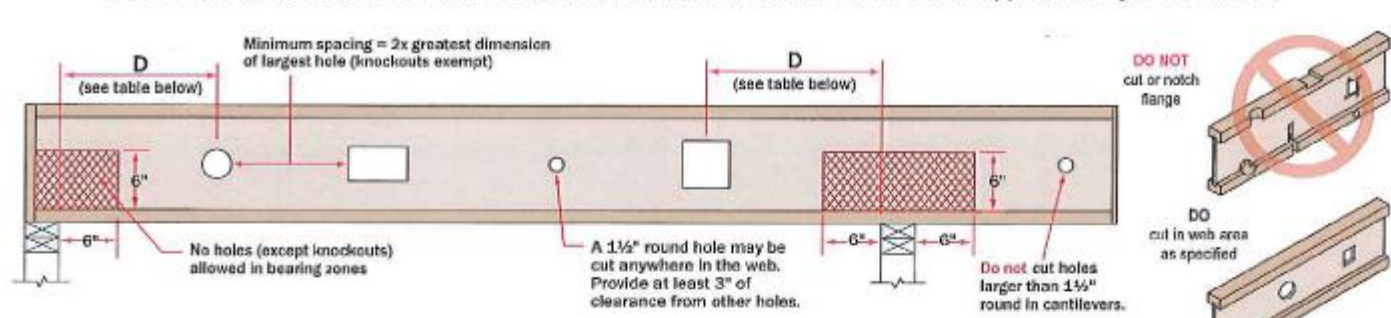 Minimum spacing = 2x greatest dimension
of largest hole (knockouts exempt)
D
(see table below)
D
(see table below)
DO NOT
cut or notch
flange
6"
6"
6"
No holes (except knockouts)
allowed in bearing zones
A 1½" round hole may be
cut anywhere in the web.
Provide at least 3" of
clearance from other holes.
6"
6"
Do not cut holes
larger than 1½"
round in cantilevers.
DO
cut in web area
as specified